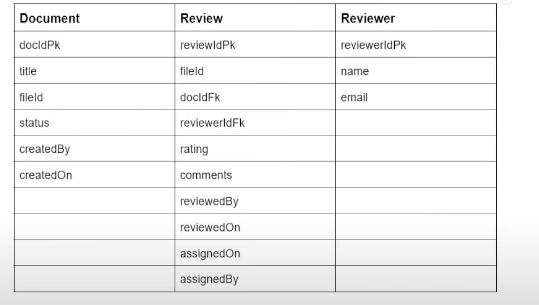 Document Review Reviewer
docIdPk reviewIdPk reviewerIdPk
title fileId name
fileId docIdFk email
status reviewerIdFk
createdBy rating
createdOn comments
reviewedBy
reviewedOn
assignedOn
assignedBy